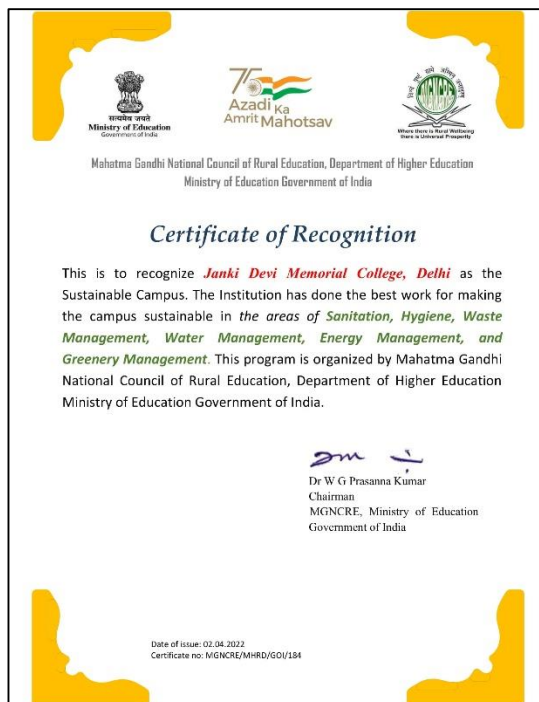 सत्यमेव जयते
Ministry of Education
Government of India
75
Azadi Ka
Amrit Mahotsav
MGNCRE
Where there is Rural Wellbeing
there is Universal Prosperity
Mahatma Gandhi National Council of Rural Education, Department of Higher Education
Ministry of Education Government of India
Certificate of Recognition
This is to recognize Janki Devi Memorial College, Delhi as the
Sustainable Campus. The Institution has done the best work for making
the campus sustainable in the areas of Sanitation, Hygiene, Waste
Management, Water Management, Energy Management, and
Greenery Management. This program is organized by Mahatma Gandhi
National Council of Rural Education, Department of Higher Education
Ministry of Education Government of India.
Dr W G Prasanna Kumar
Chairman
MGNCRE, Ministry of Education
Government of India
Date of issue: 02.04.2022
Certificate no: MGNCRE/MHRD/GOI/184